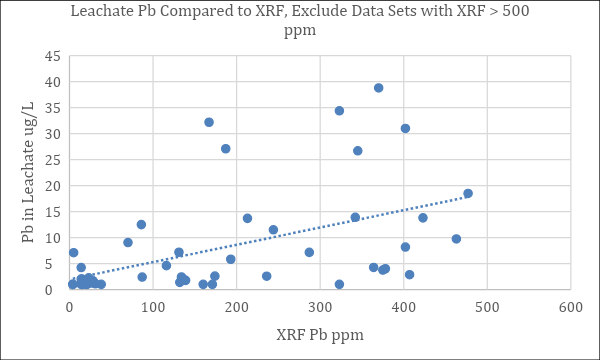 Leachate Pb Compared to XRF, Exclude Data Sets with XRF > 500
ppm
45
40
35
30
25
20
15
10
5
0
Pb in Leachate ug/L
0 100 200 300 400 500 600
XRF Pb ppm